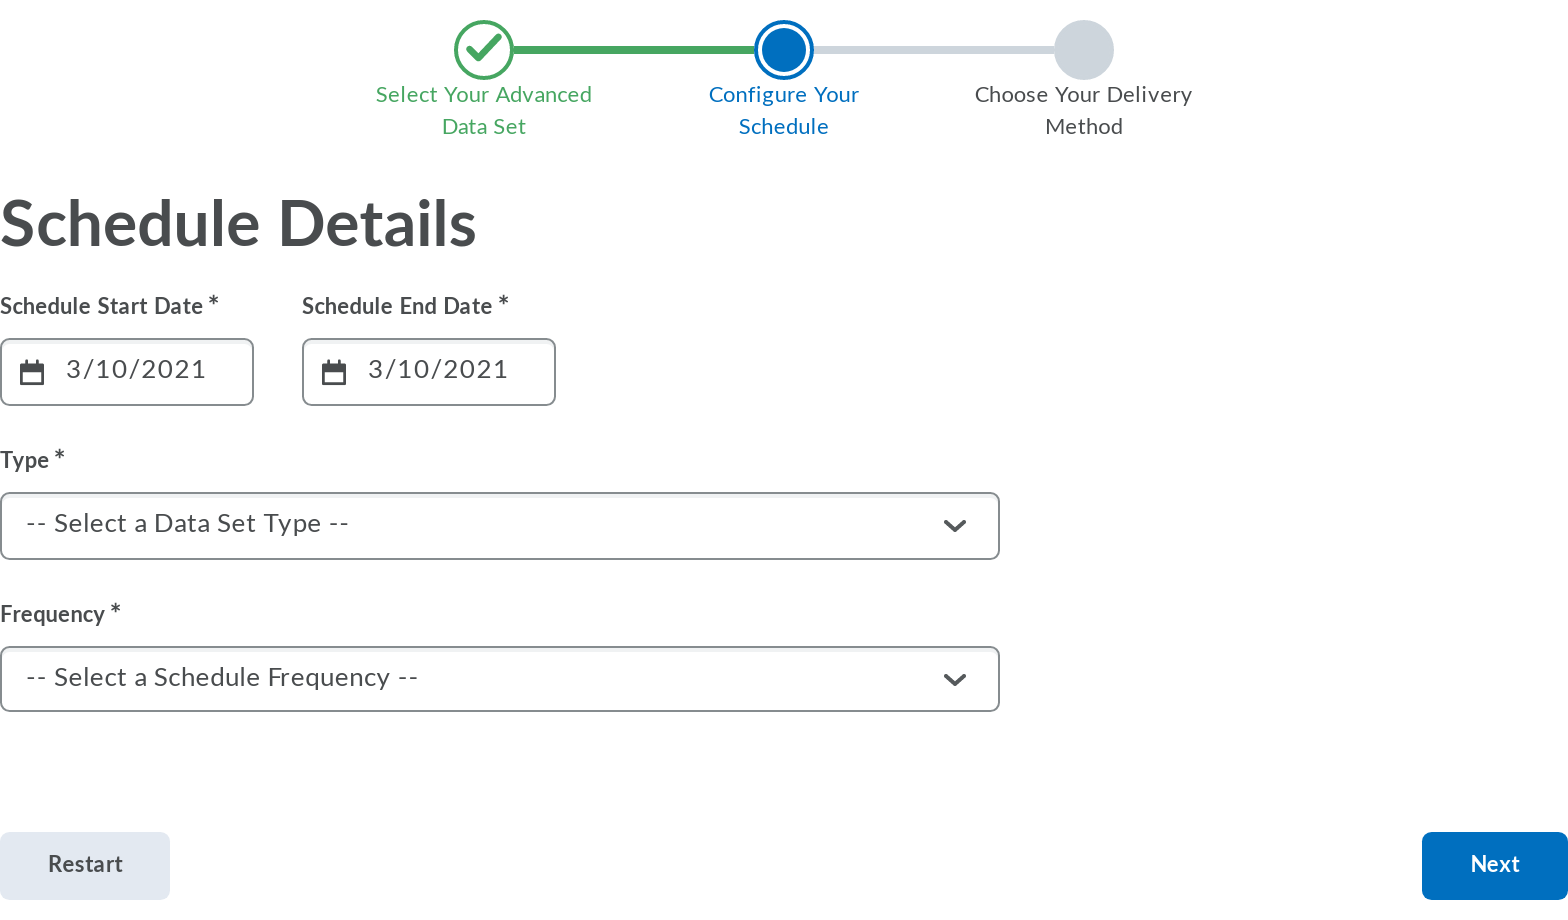 Select Your Advanced
Data Set
Configure Your
Schedule
Choose Your Delivery
Method
Schedule Details
Schedule Start Date *
Schedule End Date *
3/10/2021
3/10/2021
Type *
-- Select a Data Set Type --
Frequency *
-- Select a Schedule Frequency --
Restart
Next